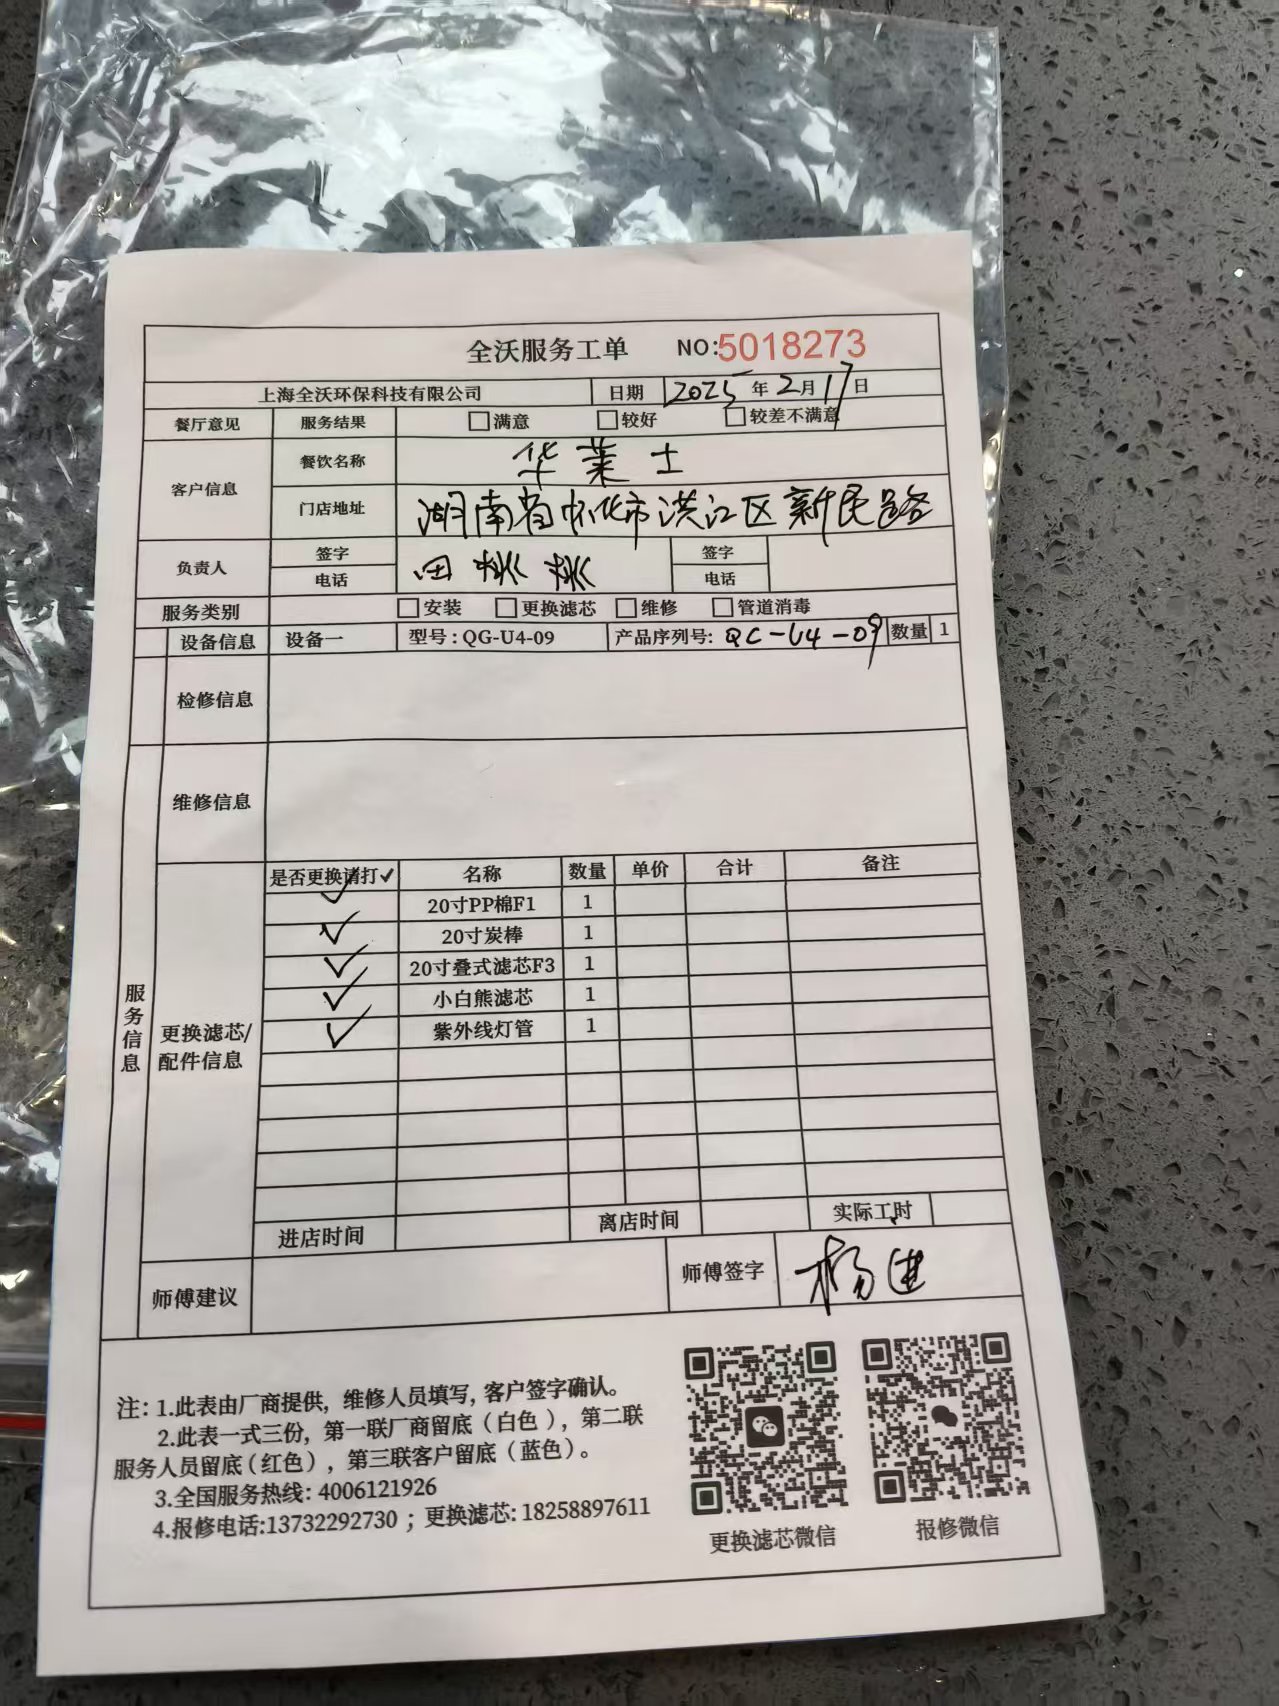 全沃服务工单 NO:5018273
上海全沃环保科技有限公司 日期 2025年2月17日
餐厅意见 服务结果 □满意 □较好 □较差不满意
客户信息 餐饮名称 华莱士
门店地址 湖南省怀化市洪江区新民路
负责人 签字 田桃桃 签字
电话 电话
服务类别 □安装 □更换滤芯 □维修 □管道消毒
设备信息 设备一 型号:QG-U4-09 产品序列号: QC-U4-09 数量 1
检修信息
维修信息
是否更换请打✓ 名称 数量 单价 合计 备注
✓ 20寸PP棉F1 1
✓ 20寸炭棒 1
✓ 20寸叠式滤芯F3 1
✓ 小白熊滤芯 1
✓ 紫外线灯管 1
服务信息
更换滤芯/
配件信息
进店时间 离店时间 实际工时
师傅建议 师傅签字 杨进
注: 1.此表由厂商提供，维修人员填写, 客户签字确认。
2.此表一式三份，第一联厂商留底（白色），第二联
服务人员留底（红色），第三联客户留底（蓝色）。
3.全国服务热线: 4006121926
4.报修电话:13732292730 ；更换滤芯: 18258897611
更换滤芯微信 报修微信